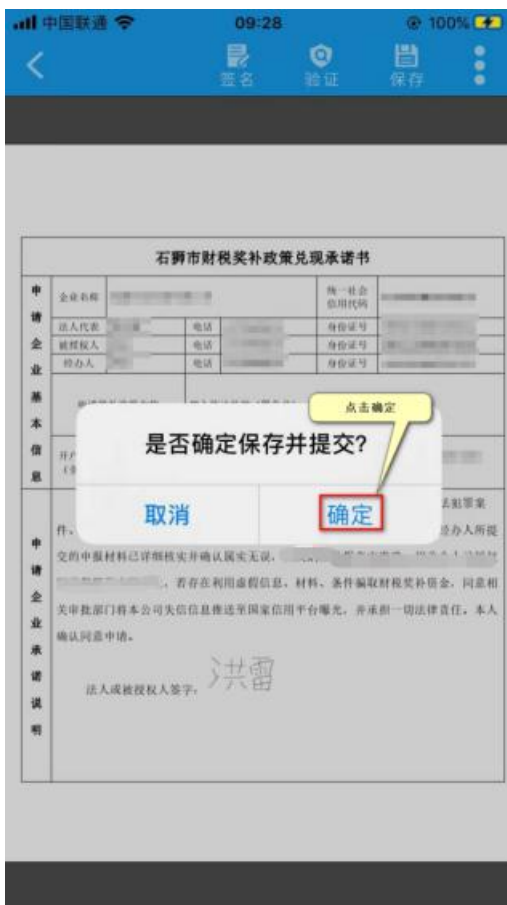 中国联通 09:28 100%
签名 验证 保存
石狮市财税奖补政策兑现承诺书
申请企业基本信息
企业名称 统一社会信用代码
法人代表 电话 身份证号
被授权人 电话 身份证号
经办人 电话 身份证号
点击确定
是否确定保存并提交?
取消 确定
开户
申请企业承诺说明
法犯罪案
件, 经办人所提
交的申报材料已详细核实并确认属实无误,
,若存在利用虚假信息、材料、条件骗取财税奖补资金,同意相
关审批部门将本公司失信信息推送至国家信用平台曝光,并承担一切法律责任。本人
确认同意申请。
法人或被授权人签字: 洪雷